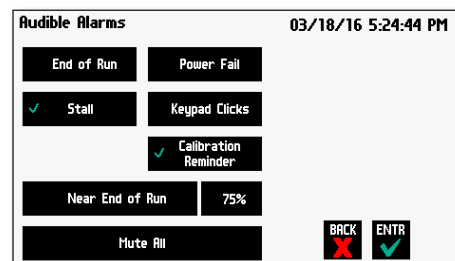 Audible Alarms 03/18/16 5:24:44 PM
End of Run Power Fail
Stall Keypad Clicks
Calibration
Reminder
Near End of Run 75%
Mute All
BACK ENTR